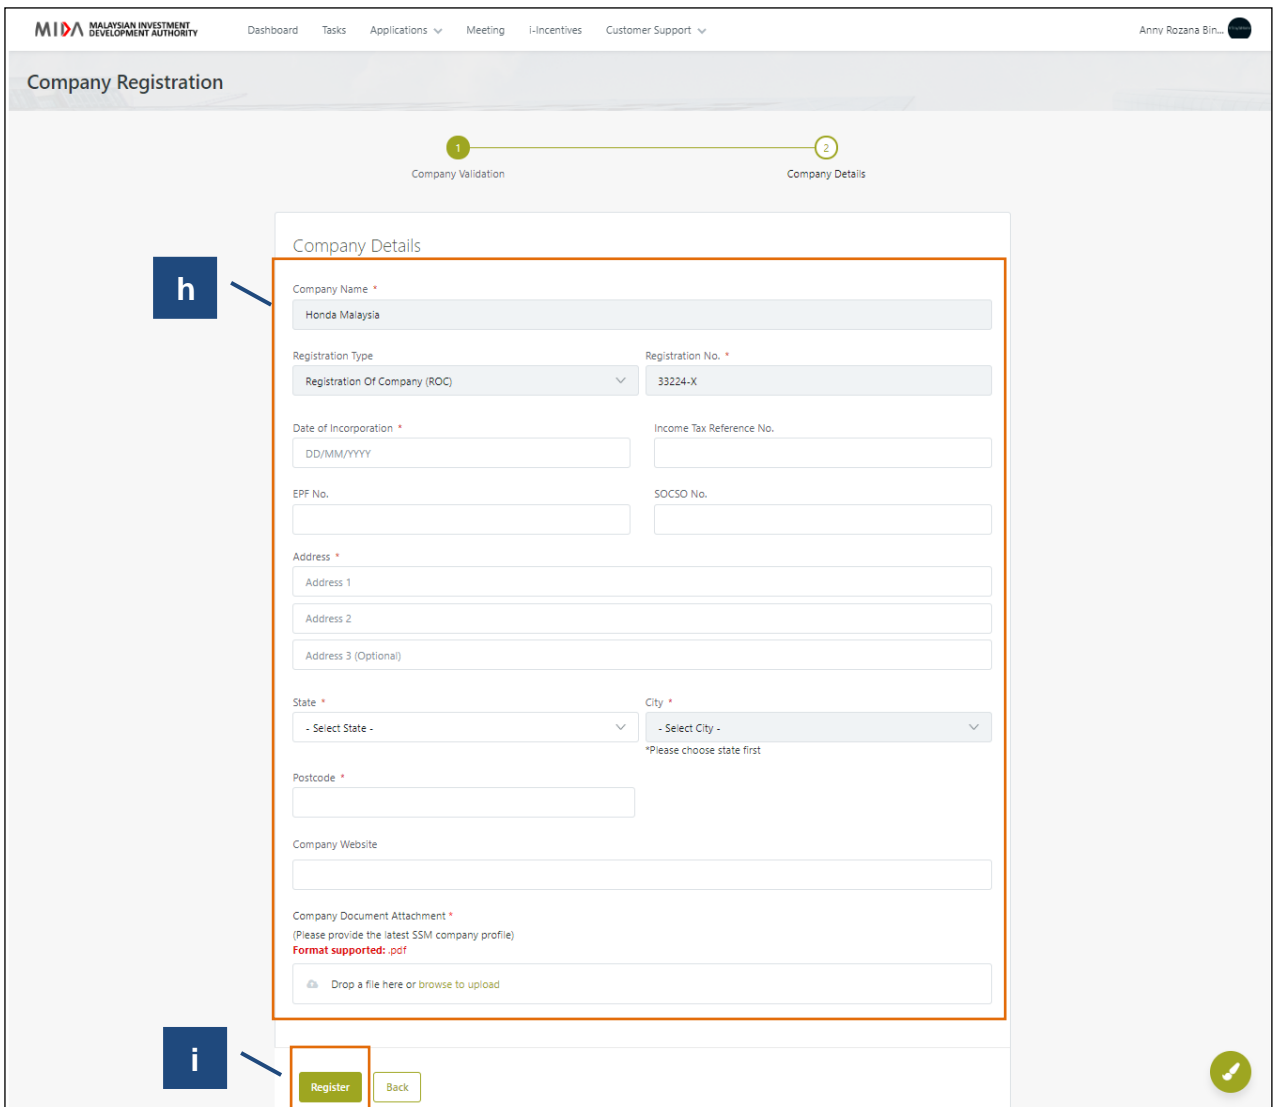 MIDA MALAYSIAN INVESTMENT DEVELOPMENT AUTHORITY
Dashboard Tasks Applications Meeting i-Incentives Customer Support Anny Rozana Bin...
Company Registration
1 2
Company Validation Company Details
Company Details
h
Company Name *
Honda Malaysia
Registration Type Registration No. *
Registration Of Company (ROC) 33224-X
Date of Incorporation * Income Tax Reference No.
DD/MM/YYYY
EPF No. SOCSO No.
Address *
Address 1
Address 2
Address 3 (Optional)
State * City *
- Select State - - Select City -
*Please choose state first
Postcode *
Company Website
Company Document Attachment *
(Please provide the latest SSM company profile)
Format supported: .pdf
Drop a file here or browse to upload
i
Register Back